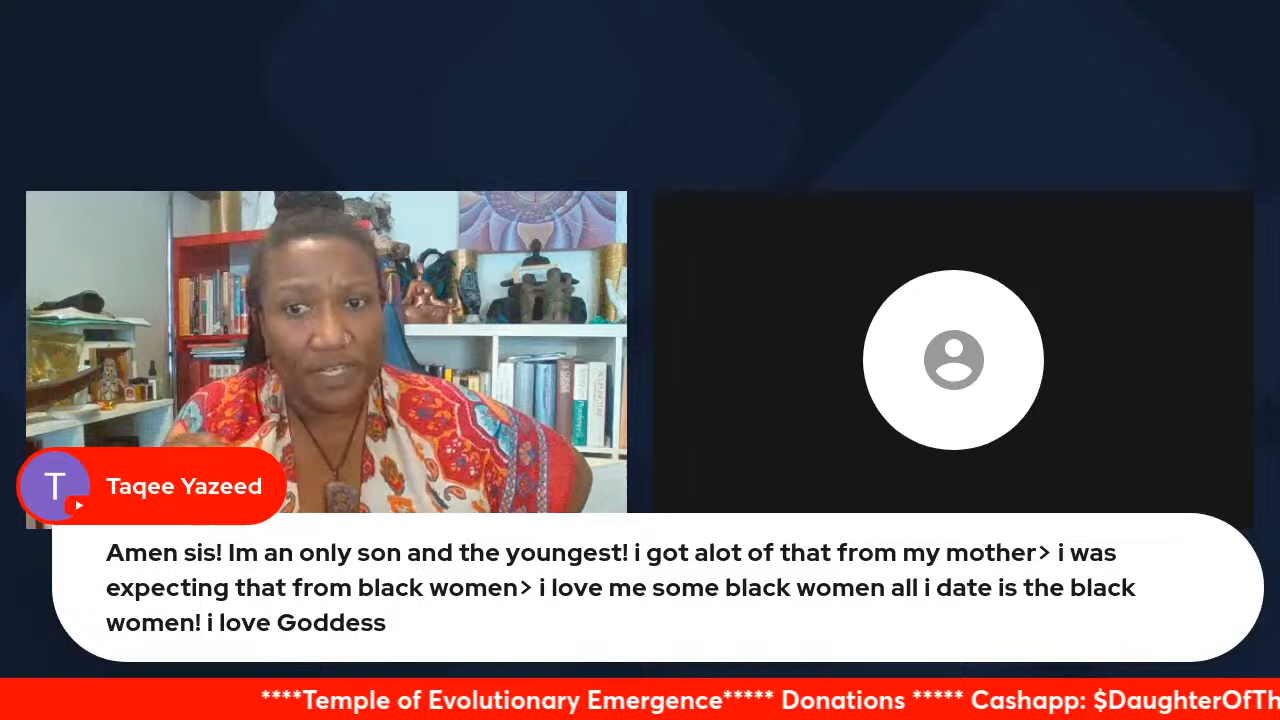 T
Taqee Yazeed
Amen sis! Im an only son and the youngest! i got alot of that from my mother> i was
expecting that from black women> i love me some black women all i date is the black
women! i love Goddess
****Temple of Evolutionary Emergence***** Donations ***** Cashapp: $DaughterOfTh